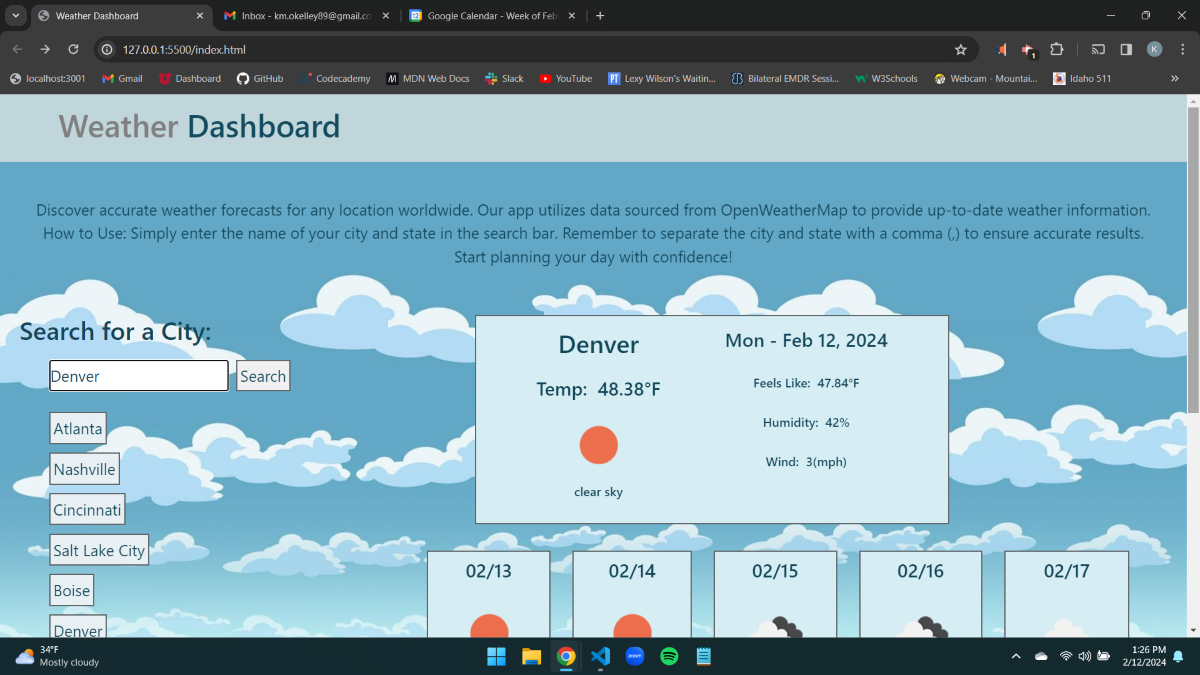 Weather Dashboard
Inbox - km.okelley89@gmail.co
Google Calendar - Week of Feb
127.0.0.1:5500/index.html
1
K
localhost:3001
Gmail
Dashboard
GitHub
Codecademy
MDN Web Docs
Slack
YouTube
Lexy Wilson's Waitin...
Bilateral EMDR Sessi...
W3Schools
Webcam - Mountai...
Idaho 511
»
Weather Dashboard
Discover accurate weather forecasts for any location worldwide. Our app utilizes data sourced from OpenWeatherMap to provide up-to-date weather information.
How to Use: Simply enter the name of your city and state in the search bar. Remember to separate the city and state with a comma (,) to ensure accurate results.
Start planning your day with confidence!
Search for a City:
Denver
Search
Atlanta
Nashville
Cincinnati
Salt Lake City
Boise
Denver
Denver
Mon - Feb 12, 2024
Temp: 48.38°F
Feels Like: 47.84°F
Humidity: 42%
Wind: 3(mph)
clear sky
02/13
02/14
02/15
02/16
02/17
34°F
Mostly cloudy
zoom
1:26 PM
2/12/2024